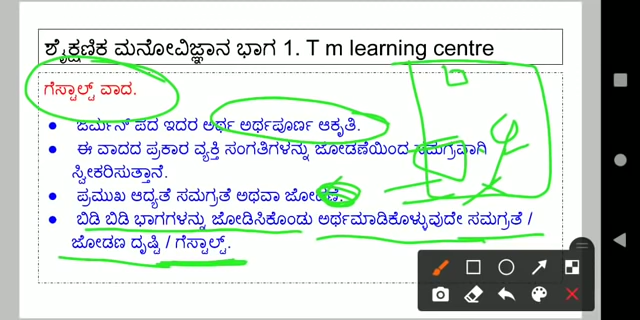 ಶೈಕ್ಷಣಿಕ ಮನೋವಿಜ್ಞಾನ ಭಾಗ 1. T m learning centre
ಗೆಸ್ಟಾಲ್ಟ್ ವಾದ.
ಜರ್ಮನ್ ಪದ ಇದರ ಅರ್ಥ ಅರ್ಥಪೂರ್ಣ ಆಕೃತಿ.
ಈ ವಾದದ ಪ್ರಕಾರ ವ್ಯಕ್ತಿ ಸಂಗತಿಗಳನ್ನು ಜೋಡಣೆಯಿಂದ ಸಮಗ್ರವಾಗಿ
ಸ್ವೀಕರಿಸುತ್ತಾನೆ.
ಪ್ರಮುಖ ಆದ್ಯತೆ ಸಮಗ್ರತೆ ಅಥವಾ ಜೋಡಣೆ.
ಬಿಡಿ ಬಿಡಿ ಭಾಗಗಳನ್ನು ಜೋಡಿಸಿಕೊಂಡು ಅರ್ಥಮಾಡಿಕೊಳ್ಳುವುದೇ ಸಮಗ್ರತೆ /
ಜೋಡಣ ದೃಷ್ಟಿ / ಗೆಸ್ಟಾಲ್ಟ್.